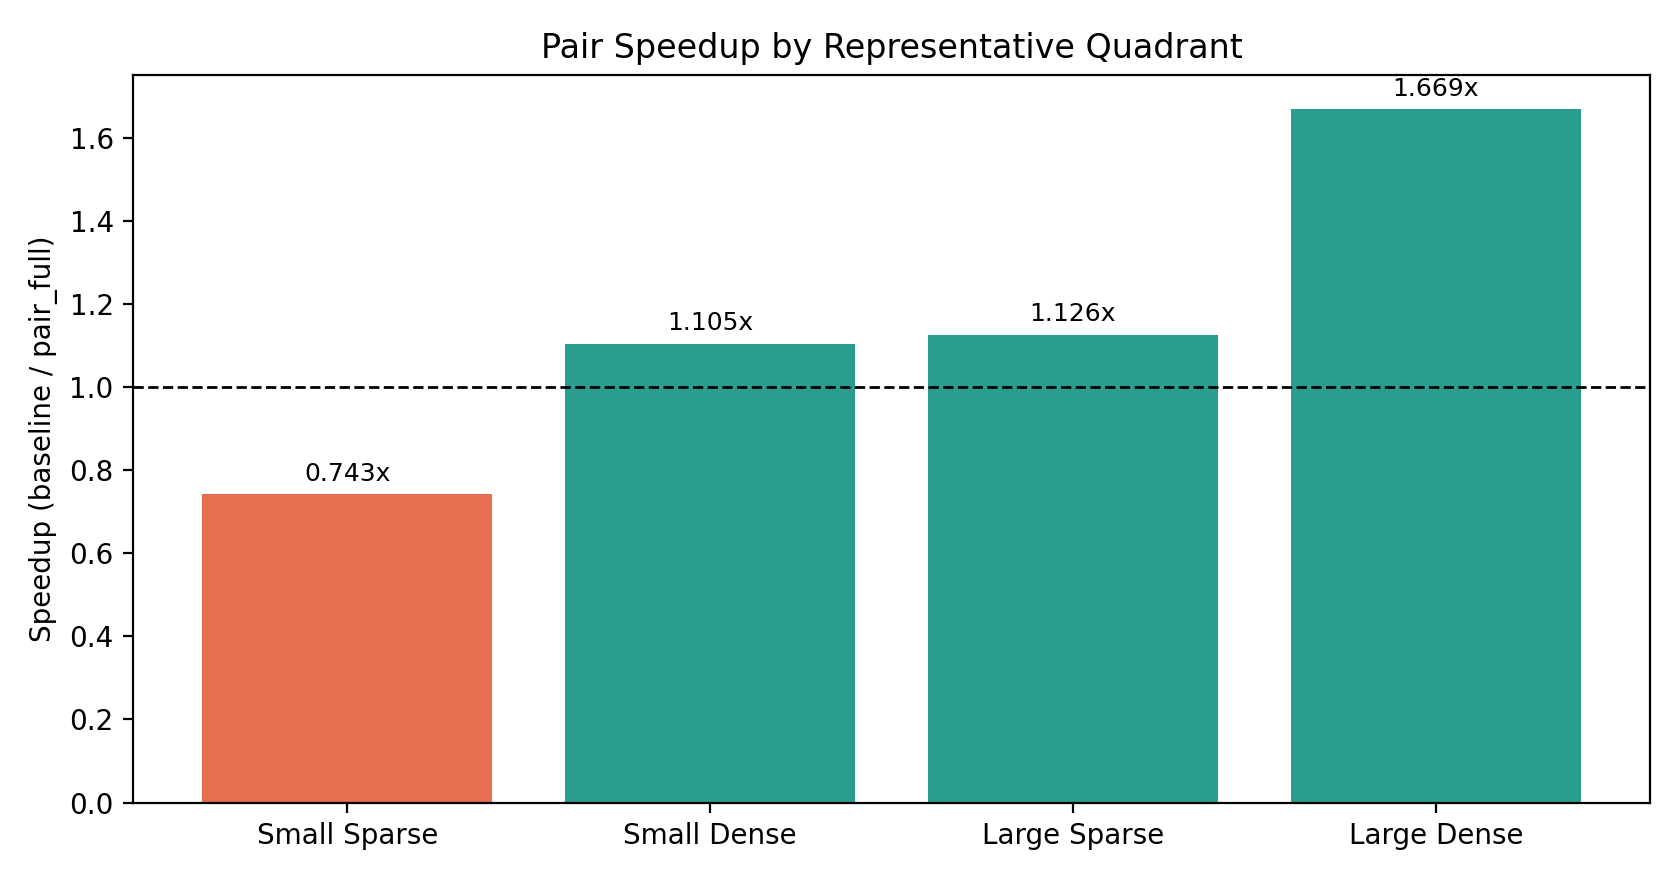 Pair Speedup by Representative Quadrant
Speedup (baseline / pair_full)
1.6
1.4
1.2
1.0
0.8
0.6
0.4
0.2
0.0
0.743x
1.105x
1.126x
1.669x
Small Sparse
Small Dense
Large Sparse
Large Dense